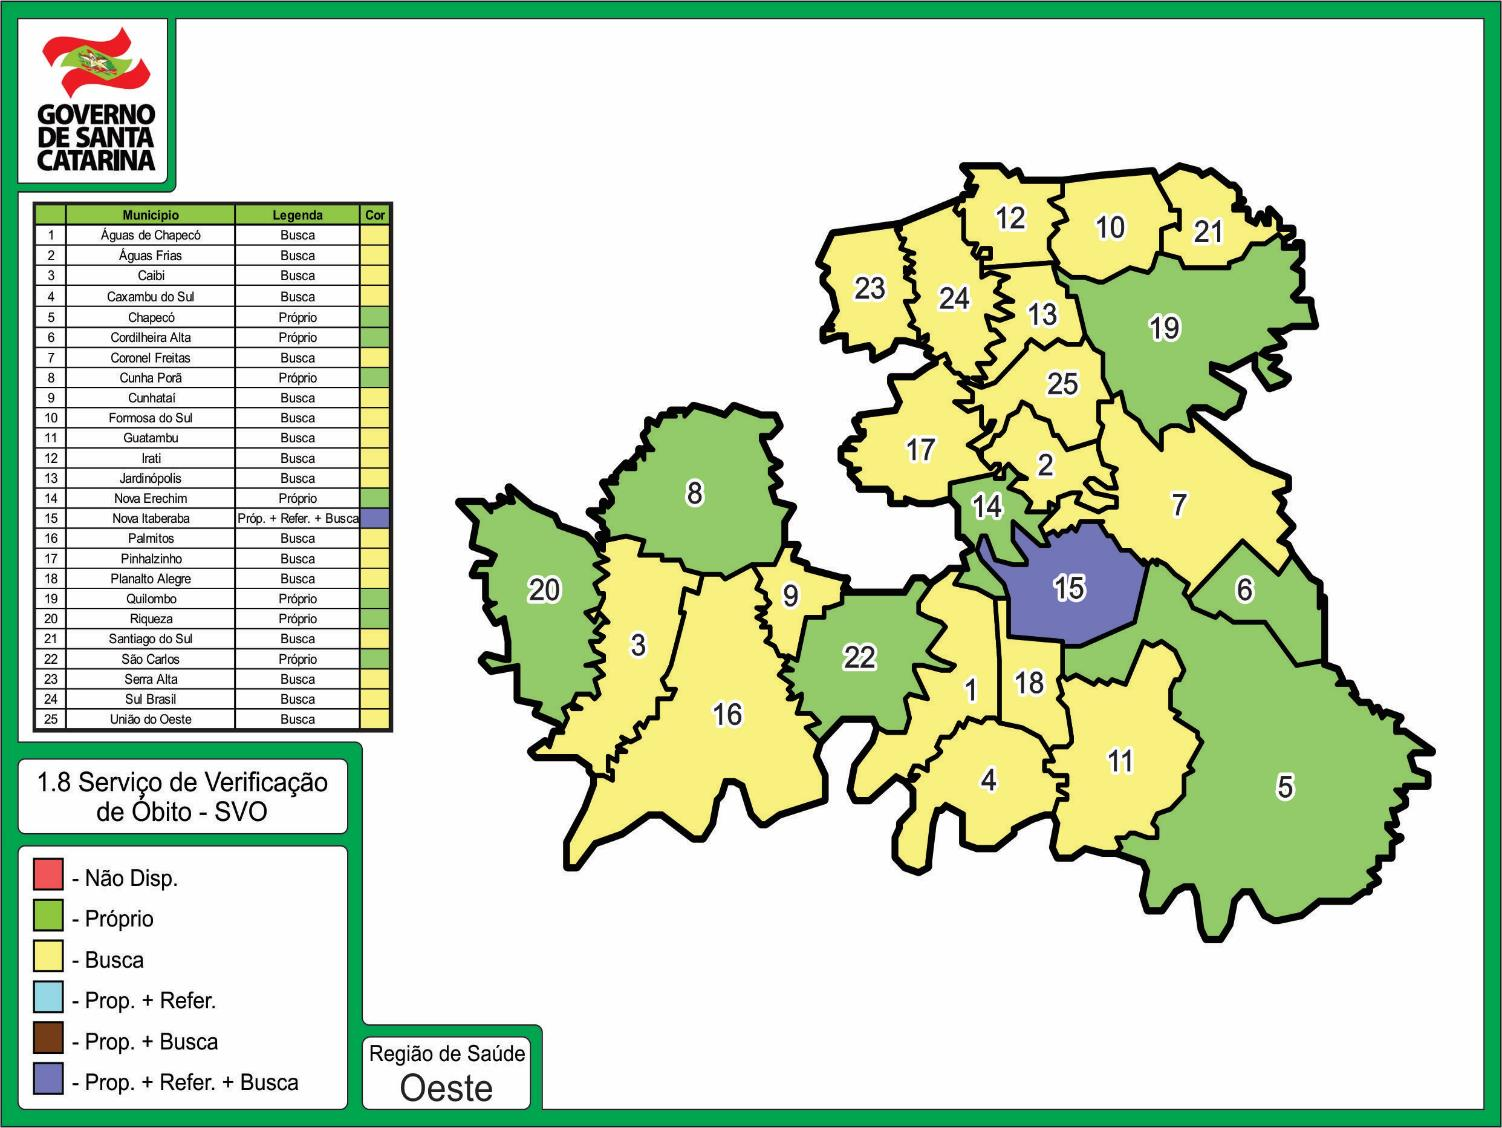 GOVERNO
DE SANTA
CATARINA
Município Legenda Cor
1 Águas de Chapecó Busca
2 Águas Frias Busca
3 Caibi Busca
4 Caxambu do Sul Busca
5 Chapecó Próprio
6 Cordilheira Alta Próprio
7 Coronel Freitas Busca
8 Cunha Porã Próprio
9 Cunhataí Busca
10 Formosa do Sul Busca
11 Guatambu Busca
12 Irati Busca
13 Jardinópolis Busca
14 Nova Erechim Próprio
15 Nova Itaberaba Próp. + Refer. + Busca
16 Palmitos Busca
17 Pinhalzinho Busca
18 Planalto Alegre Busca
19 Quilombo Próprio
20 Riqueza Próprio
21 Santiago do Sul Busca
22 São Carlos Próprio
23 Serra Alta Busca
24 Sul Brasil Busca
25 União do Oeste Busca
1.8 Serviço de Verificação
de Óbito - SVO
- Não Disp.
- Próprio
- Busca
- Prop. + Refer.
- Prop. + Busca
- Prop. + Refer. + Busca
Região de Saúde
Oeste
12
10
21
23
24
13
19
25
17
2
8
14
7
20
9
15
6
3
22
1
18
16
4
11
5